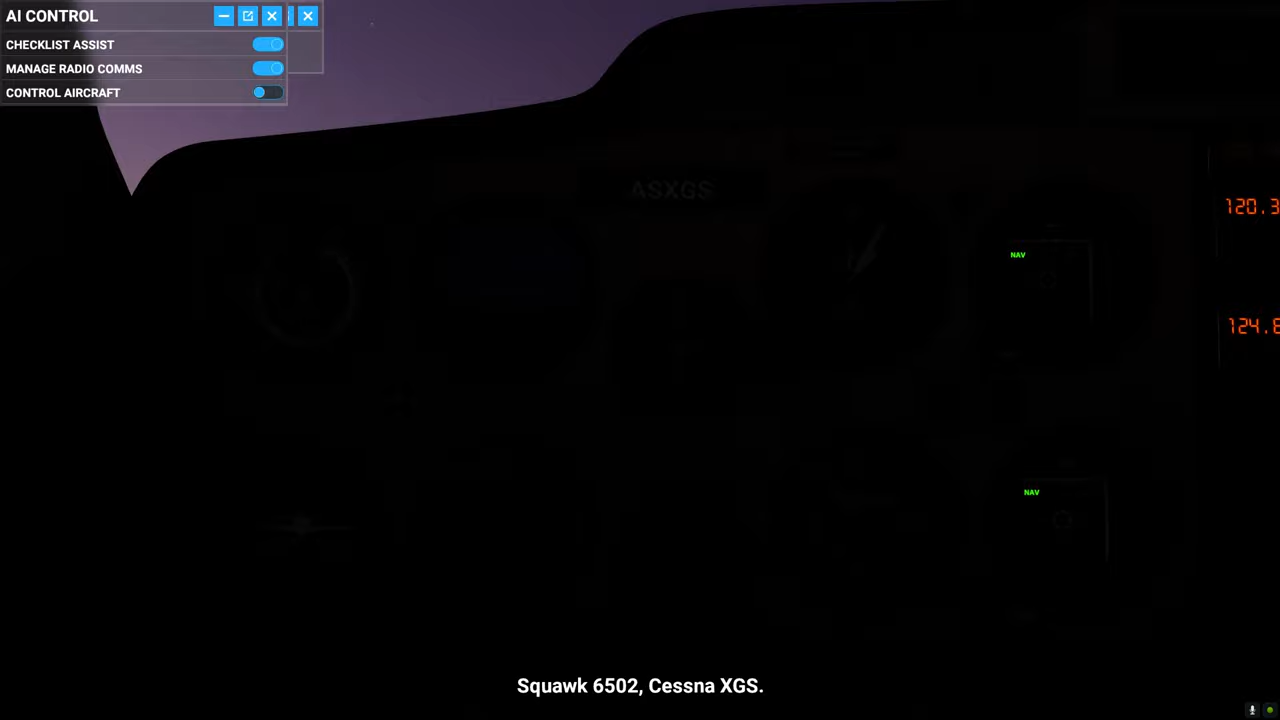 AI CONTROL
CHECKLIST ASSIST
MANAGE RADIO COMMS
CONTROL AIRCRAFT
ASXGS
120.3
NAV
124.8
NAV
Squawk 6502, Cessna XGS.